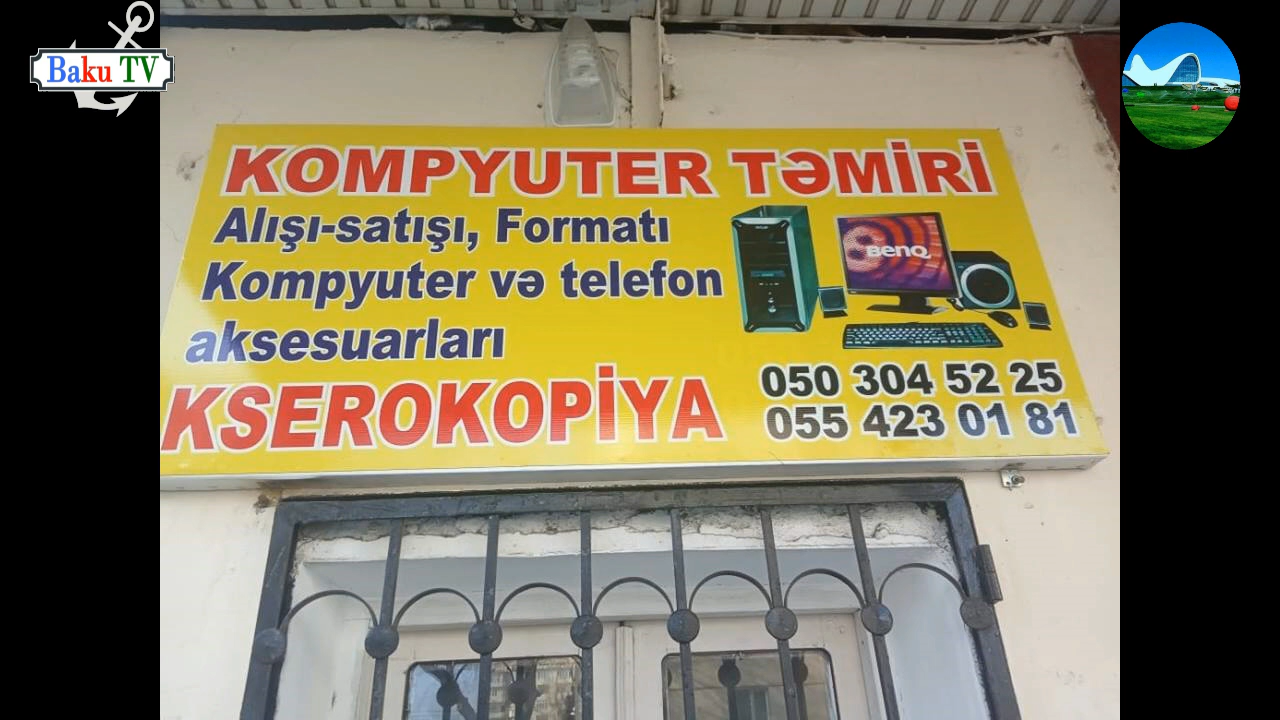 Baku TV
KOMPYUTER TƏMİRİ
Alışı-satışı, Formatı
Kompyuter və telefon
aksesuarları
KSEROKOPİYA
BenQ
050 304 52 25
055 423 01 81